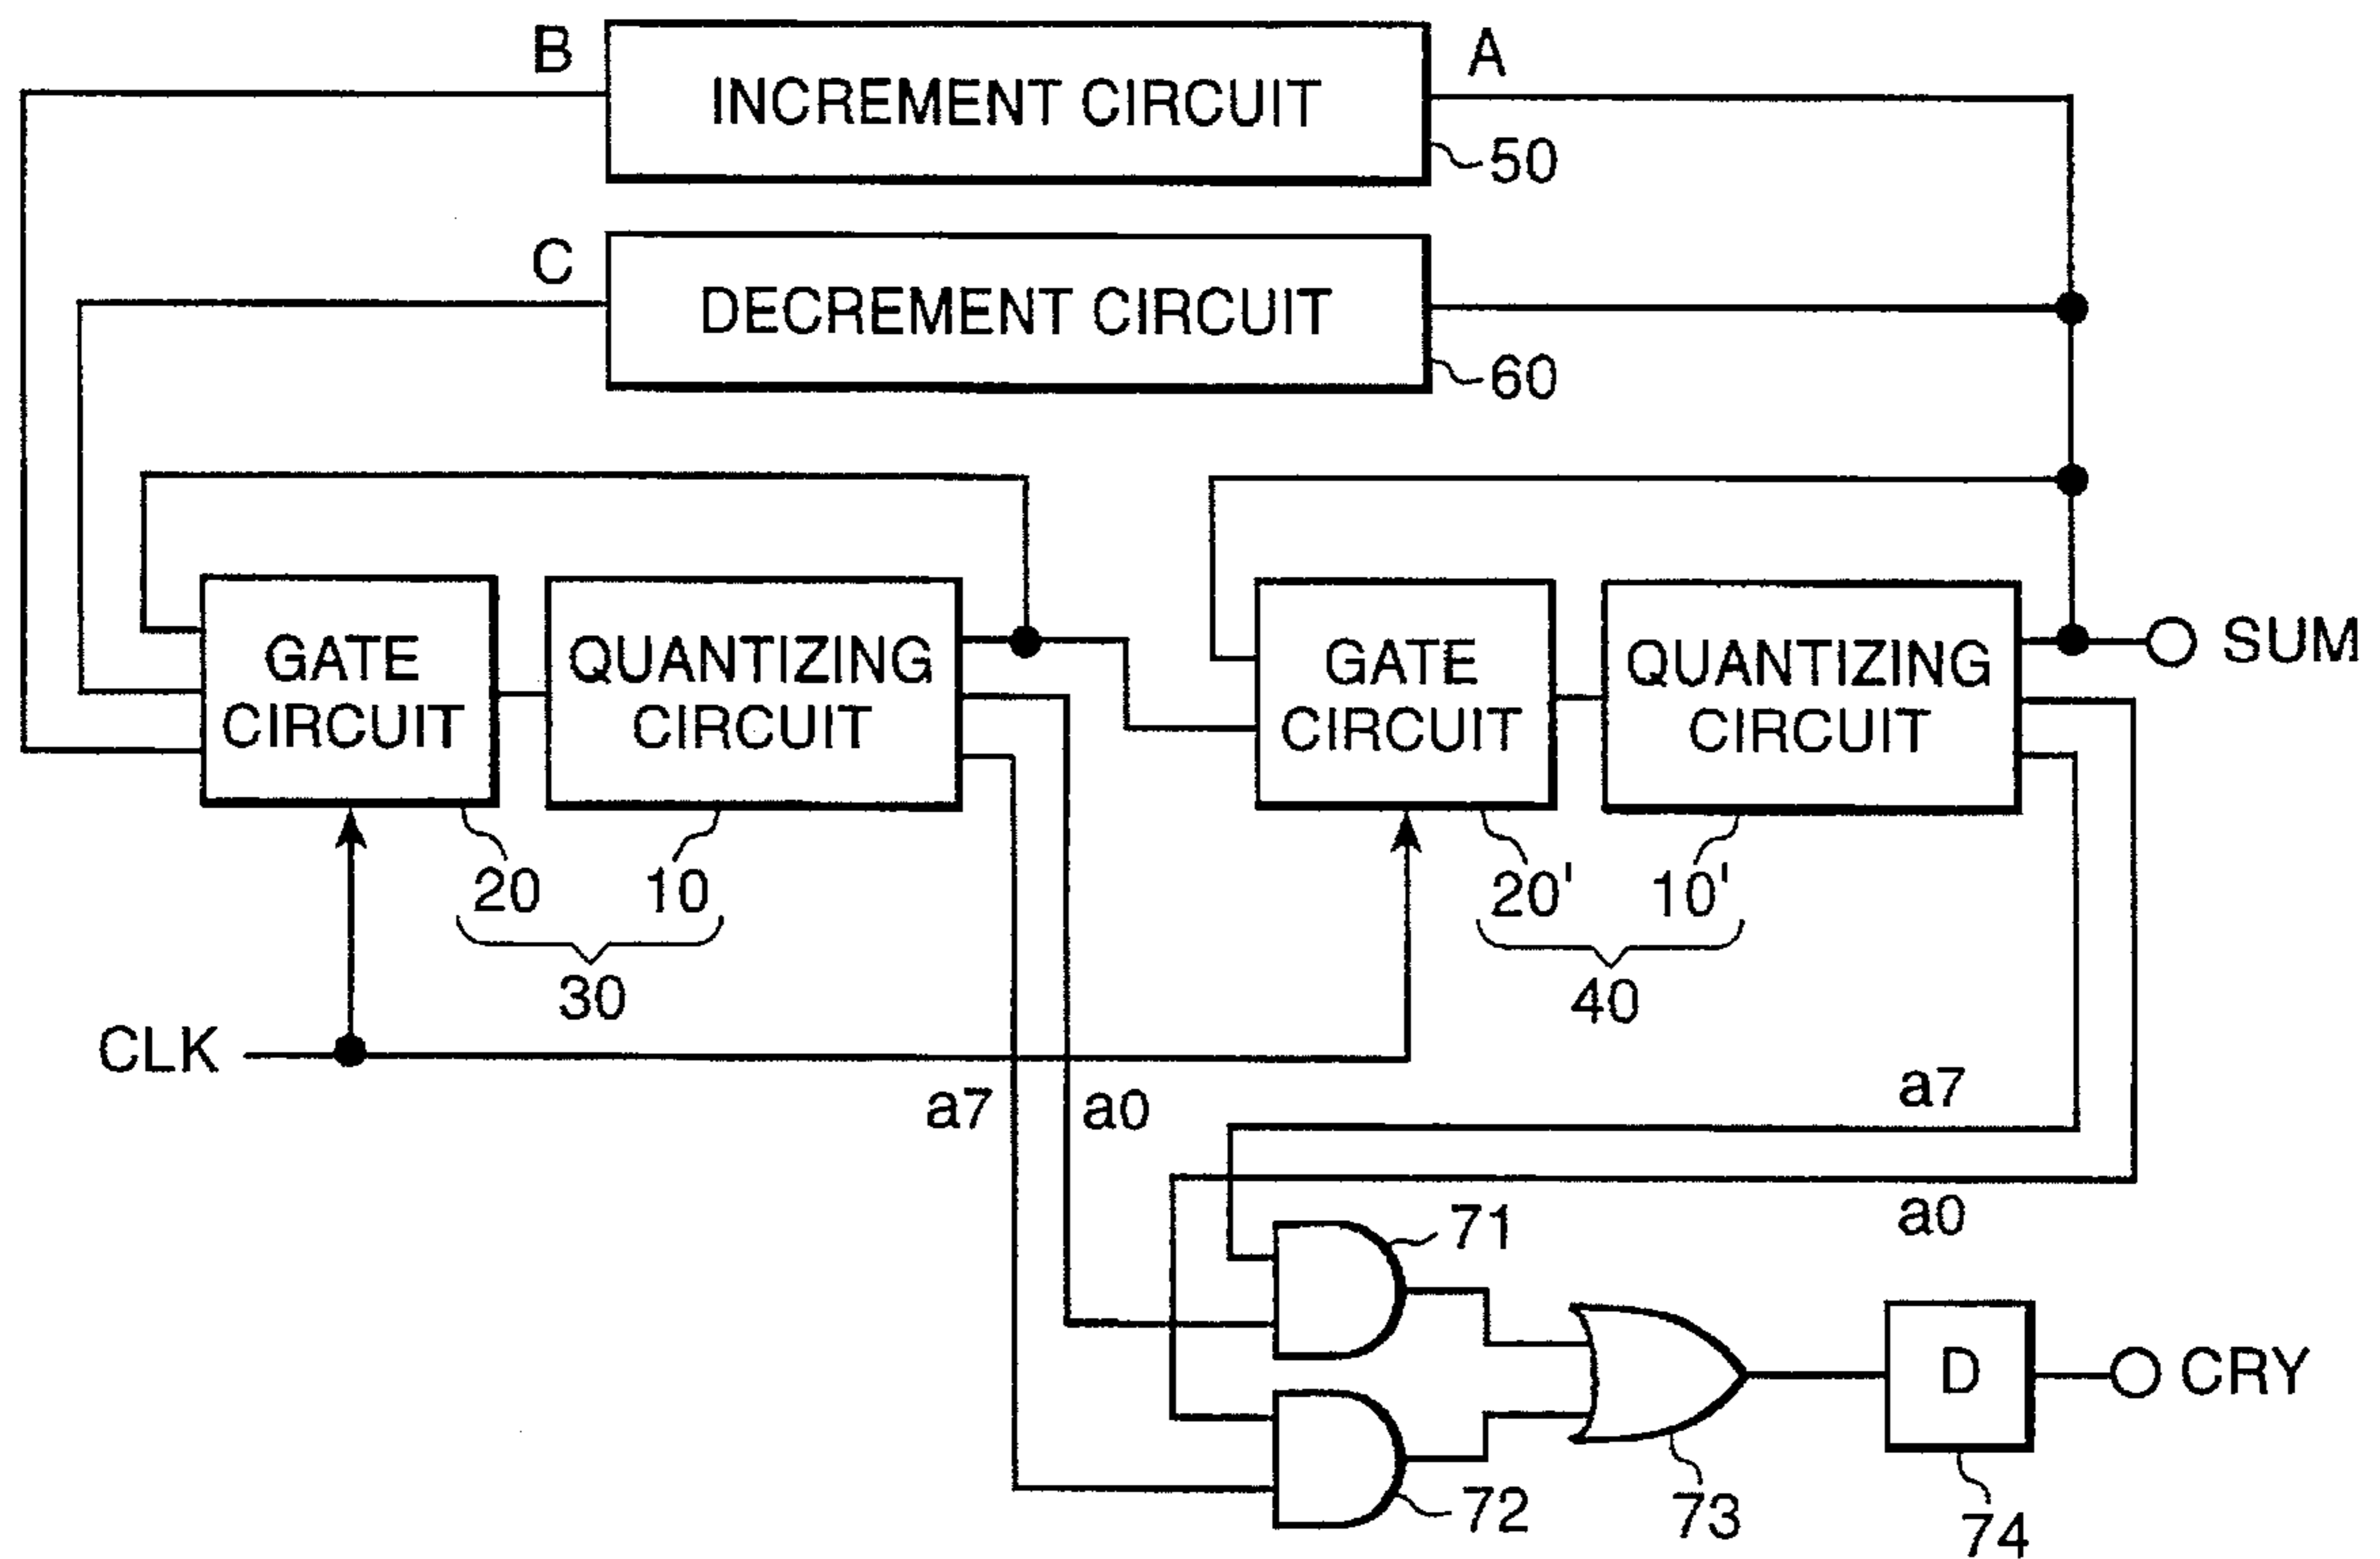 B
A
INCREMENT CIRCUIT
50
C
DECREMENT CIRCUIT
60
GATE
CIRCUIT
QUANTIZING
CIRCUIT
GATE
CIRCUIT
QUANTIZING
CIRCUIT
SUM
20
10
30
20'
10'
40
CLK
a7
a0
a7
a0
71
72
73
D
74
CRY